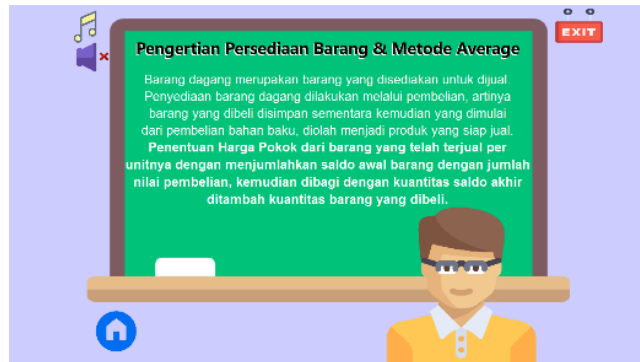 EXIT
Pengertian Persediaan Barang & Metode Average
Barang dagang merupakan barang yang disediakan untuk dijual.
Penyediaan barang dagang dilakukan melalui pembelian, artinya
barang yang dibeli disimpan sementara kemudian yang dimulai
dari pembelian bahan baku, diolah menjadi produk yang siap jual.
Penentuan Harga Pokok dari barang yang telah terjual per
unitnya dengan menjumlahkan saldo awal barang dengan jumlah
nilai pembelian, kemudian dibagi dengan kuantitas saldo akhir
ditambah kuantitas barang yang dibeli.